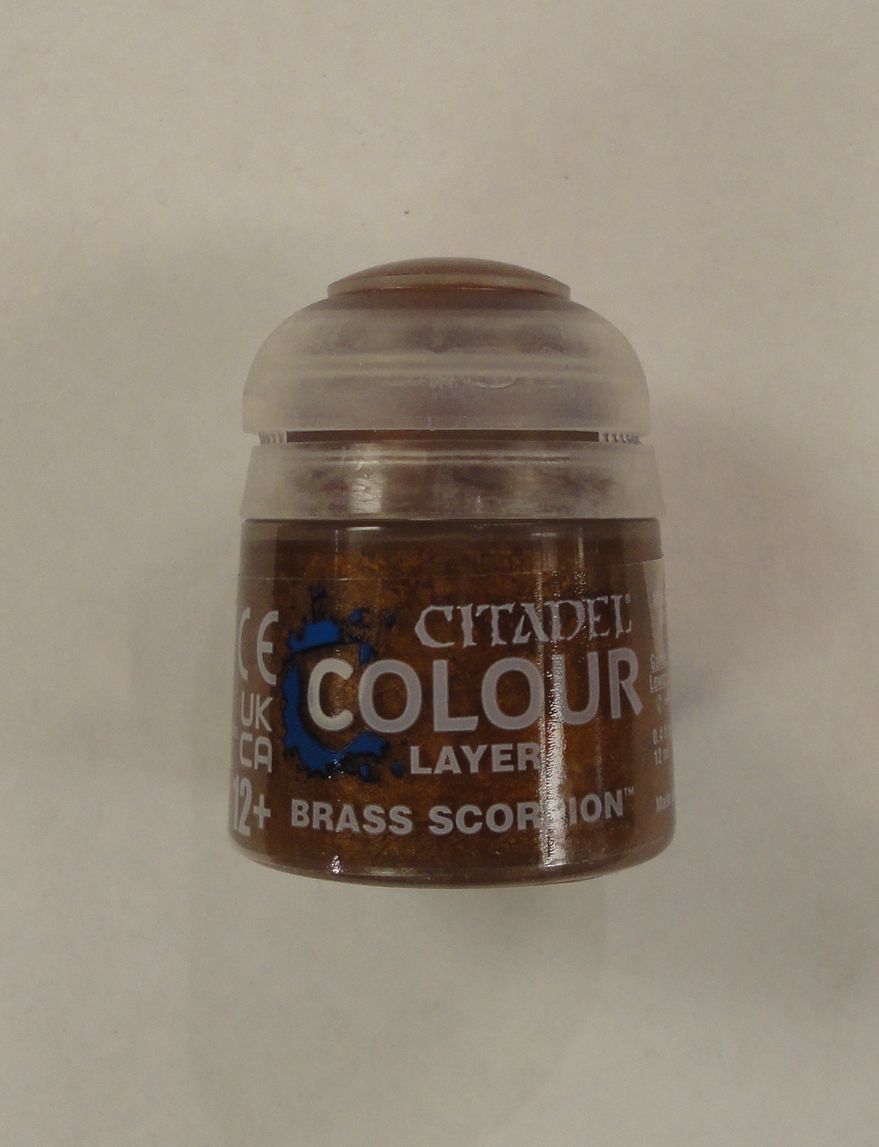 CITADEL
COLOUR
LAYER
BRASS SCORPION™
CE
UK
CA
12+